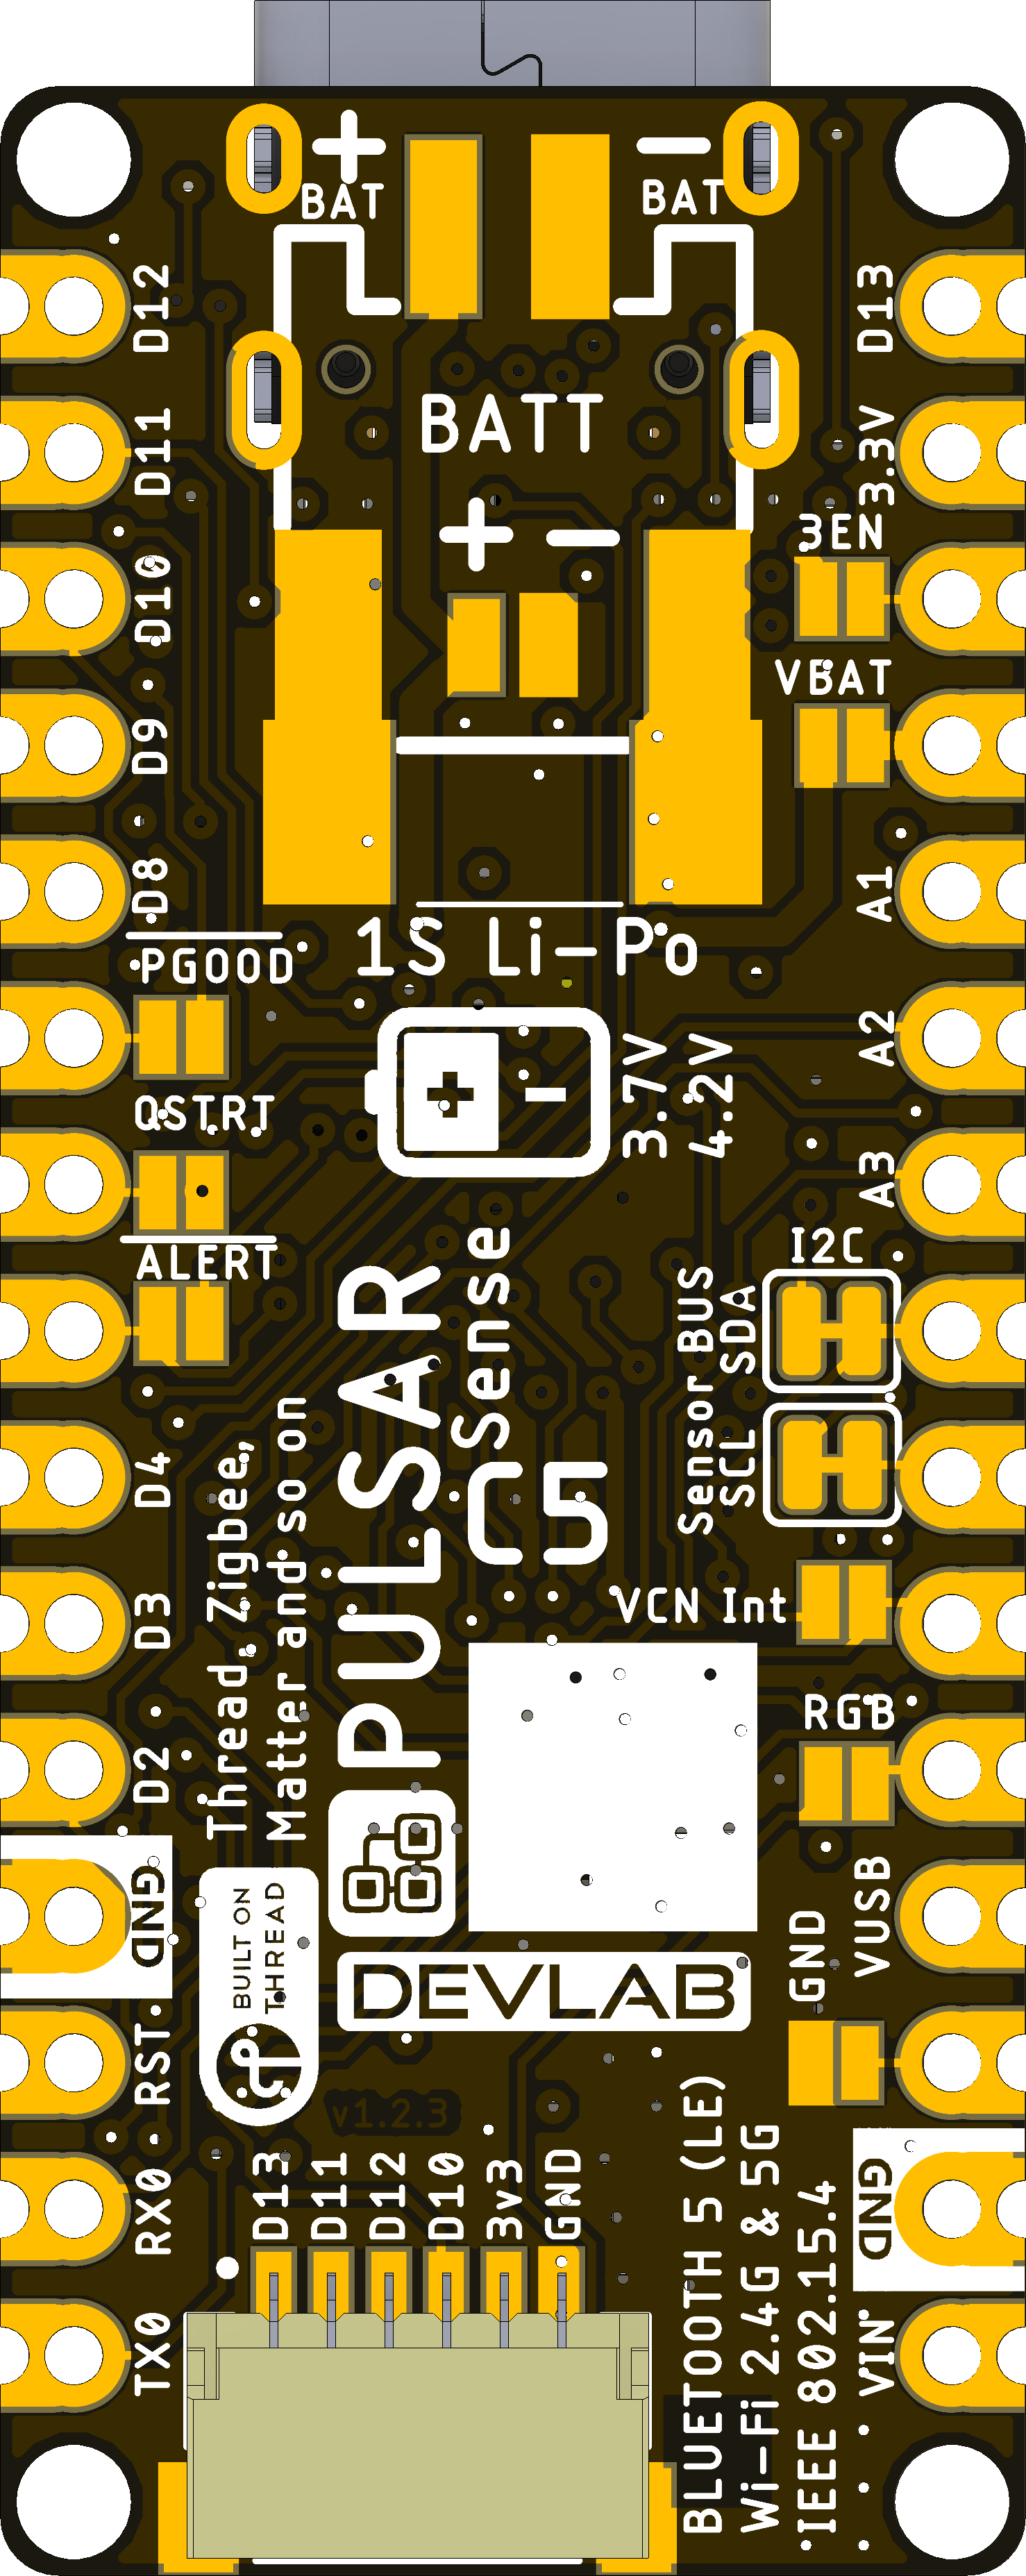 +
BAT
-
BAT
D12
D13
D11
3.3V
BATT
+ -
3EN
D10
VBAT
D9
D8
A1
PGOOD
1S Li-Po
A2
3.7V
4.2V
QSTRT
A3
ALERT
I2C
Sensor BUS
SCL SDA
PULSAR
Sense
C5
D4
Thread, Zigbee,
Matter and so on
D3
VCN Int
D2
RGB
GND
BUILT ON
THREAD
DEVLAB
GND
VUSB
RST
v1.2.3
RX0
D13
D11
D12
D10
3v3
GND
GND
TX0
VIN
BLUETOOTH 5 (LE)
Wi-Fi 2.4G & 5G
IEEE 802.15.4